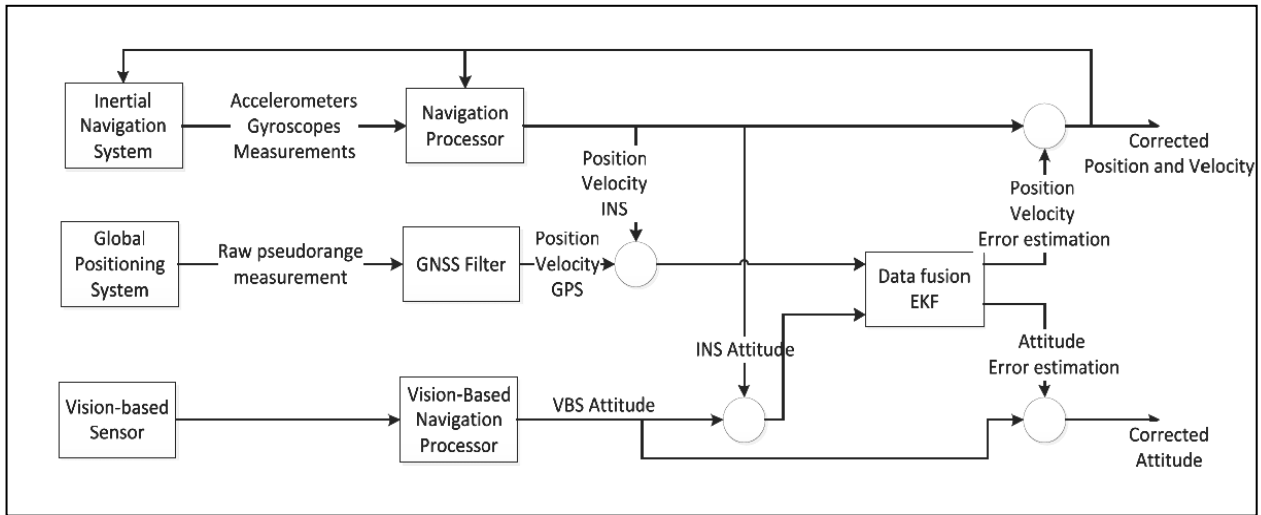 Inertial
Navigation
System
Accelerometers
Gyroscopes
Measurements
Navigation
Processor
Position
Velocity
INS
Corrected
Position and Velocity
Position
Velocity
Error estimation
Global
Positioning
System
Raw pseudorange
measurement
GNSS Filter
Position
Velocity
GPS
Data fusion
EKF
INS Attitude
Attitude
Error estimation
Vision-based
Sensor
Vision-Based
Navigation
Processor
VBS Attitude
Corrected
Attitude